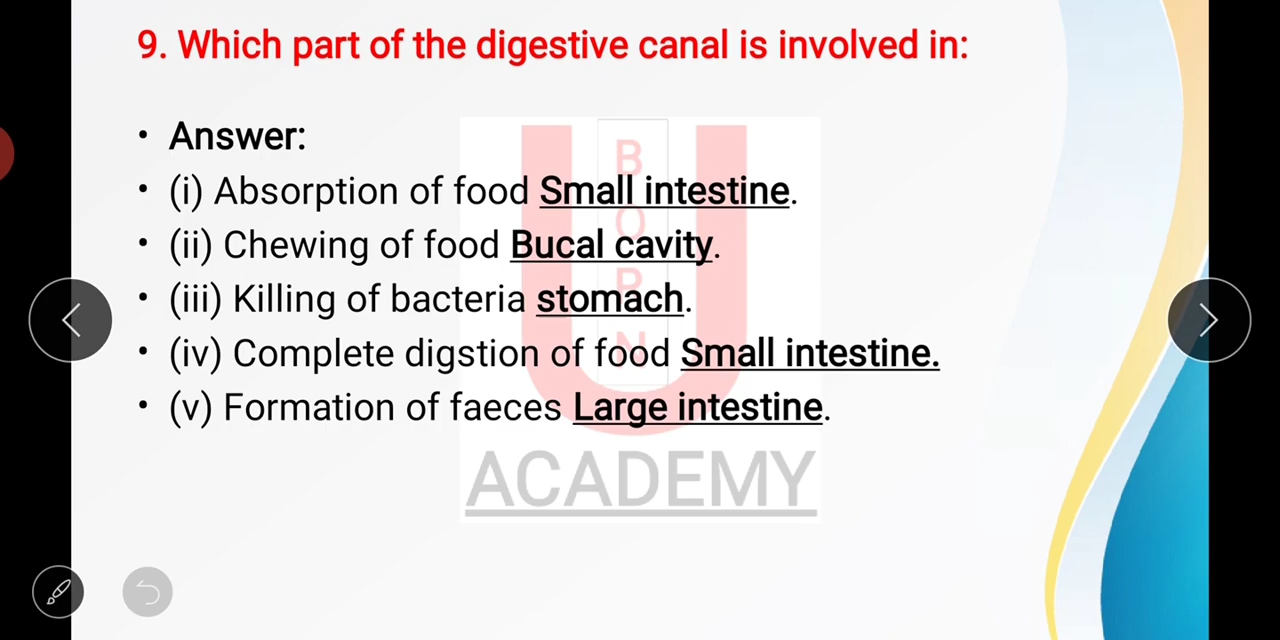 9. Which part of the digestive canal is involved in:
• Answer:
• (i) Absorption of food Small intestine.
• (ii) Chewing of food Bucal cavity.
• (iii) Killing of bacteria stomach.
• (iv) Complete digstion of food Small intestine.
• (v) Formation of faeces Large intestine.
U
BORN
ACADEMY